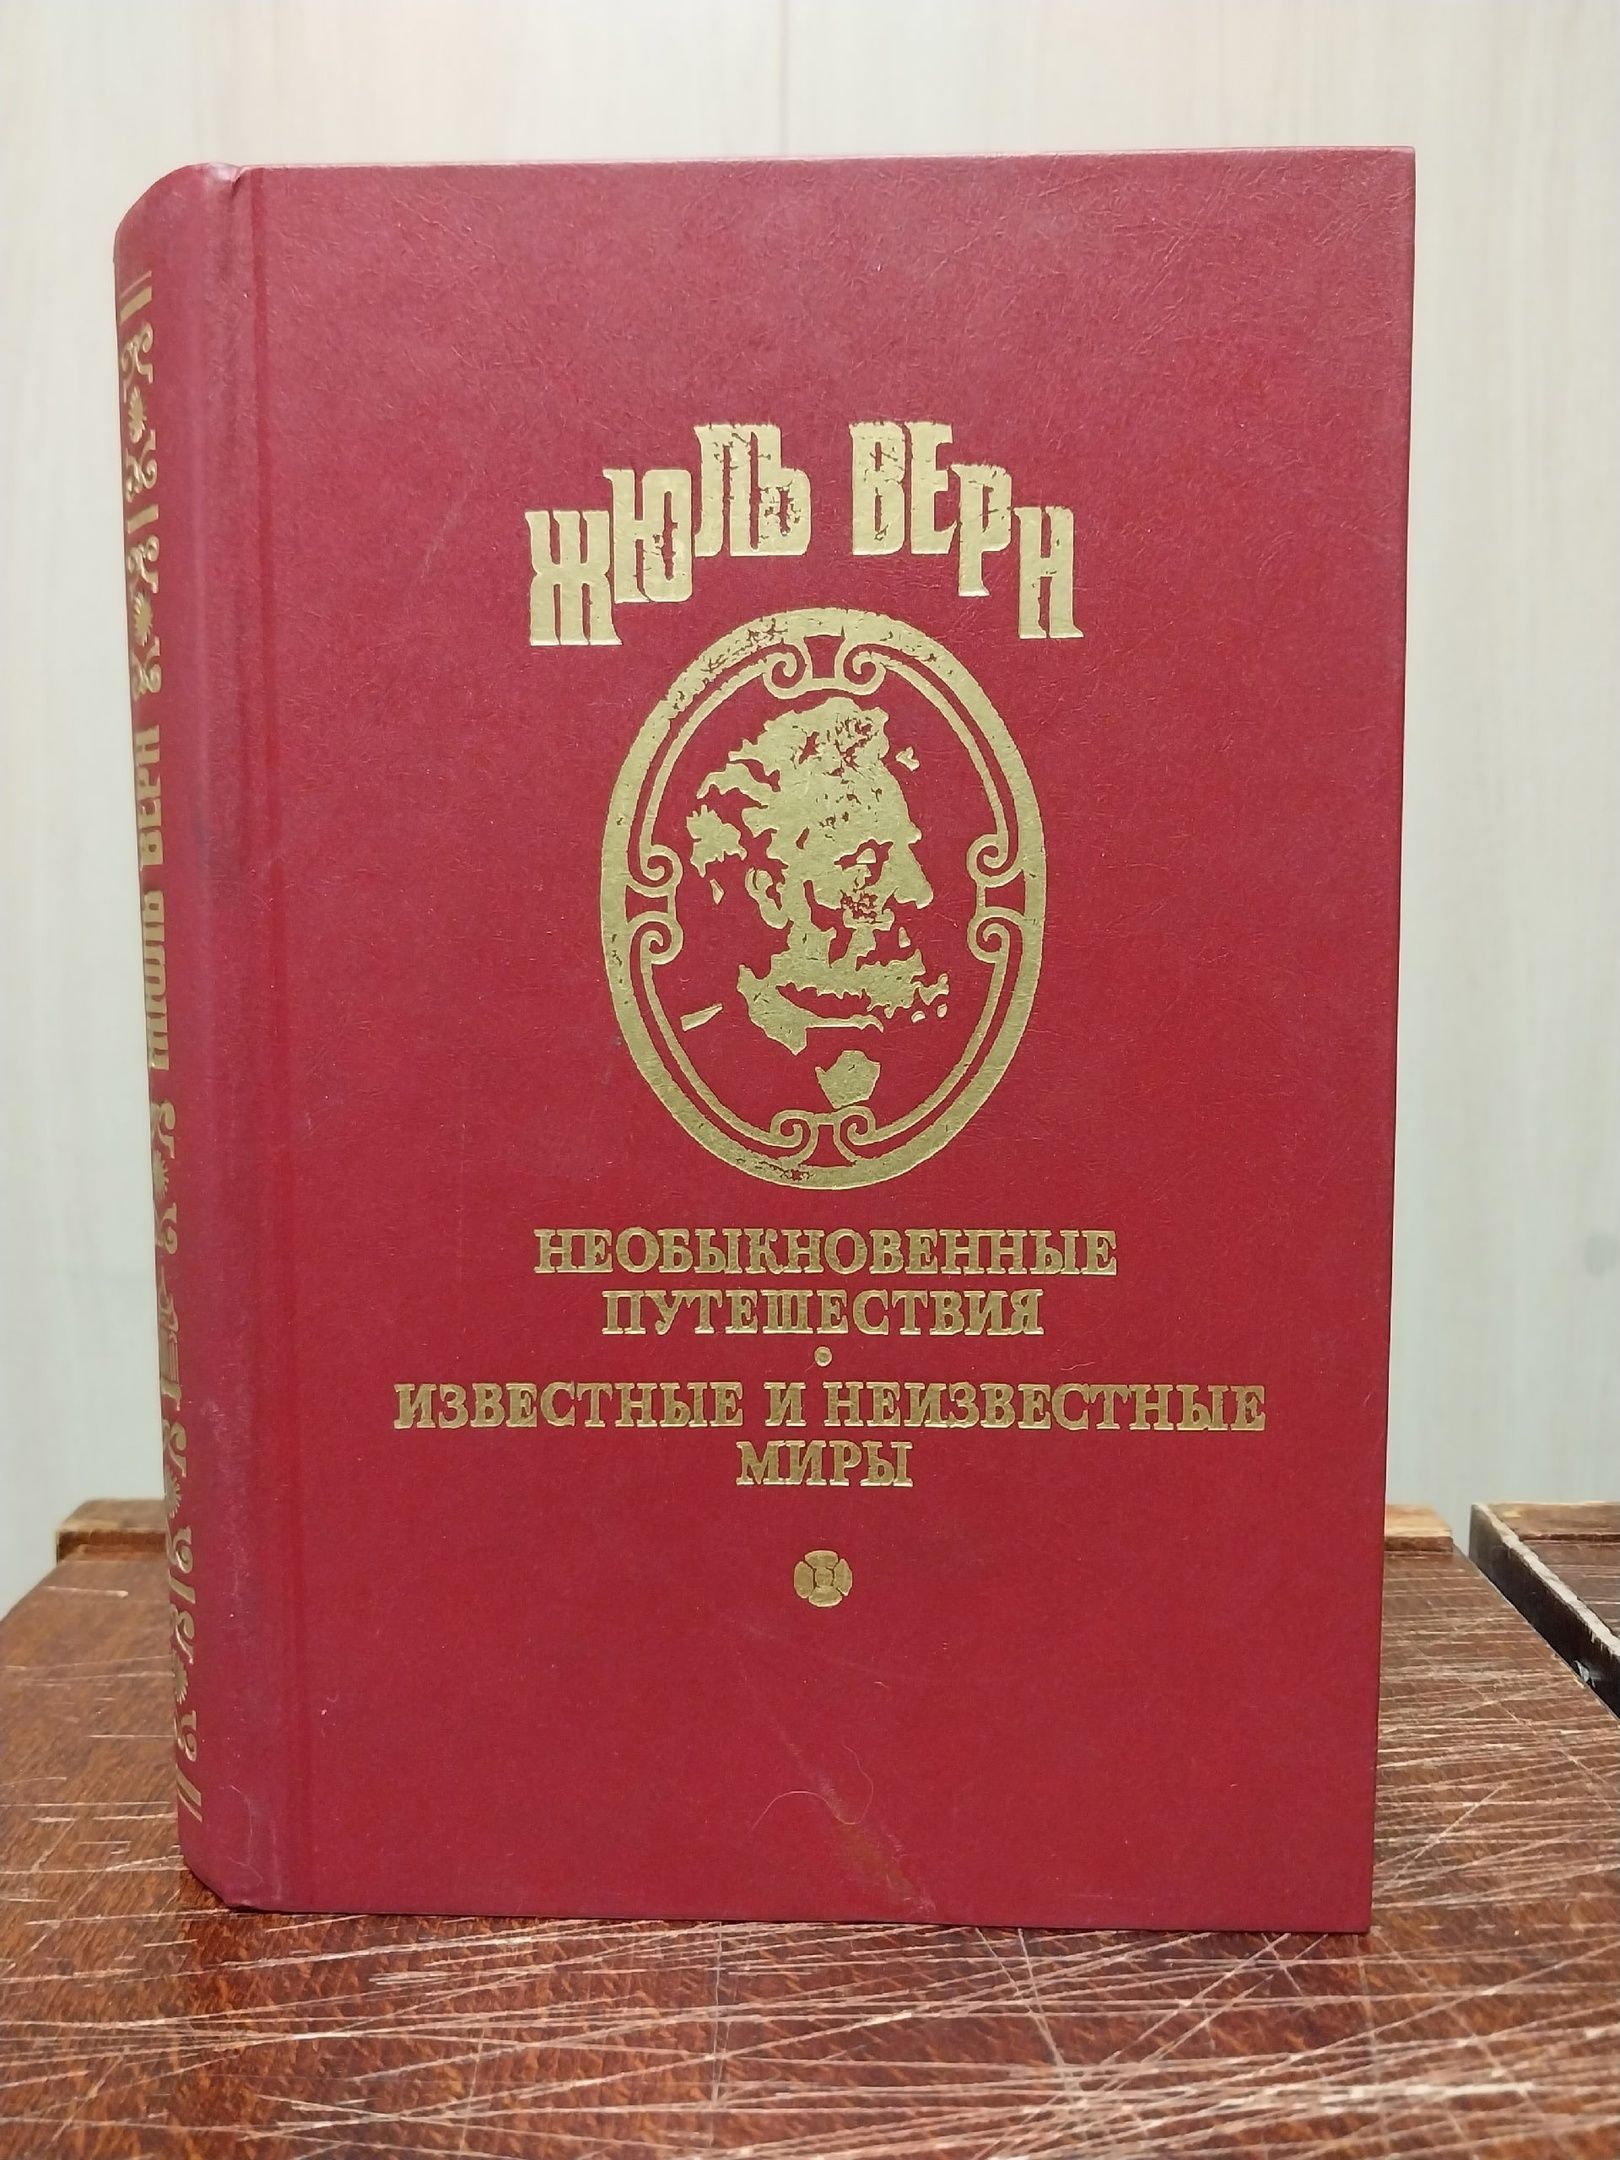 ЖЮЛЬ ВЕРН
НЕОБЫКНОВЕННЫЕ
ПУТЕШЕСТВИЯ
•
ИЗВЕСТНЫЕ И НЕИЗВЕСТНЫЕ
МИРЫ
ЖЮЛЬ ВЕРН